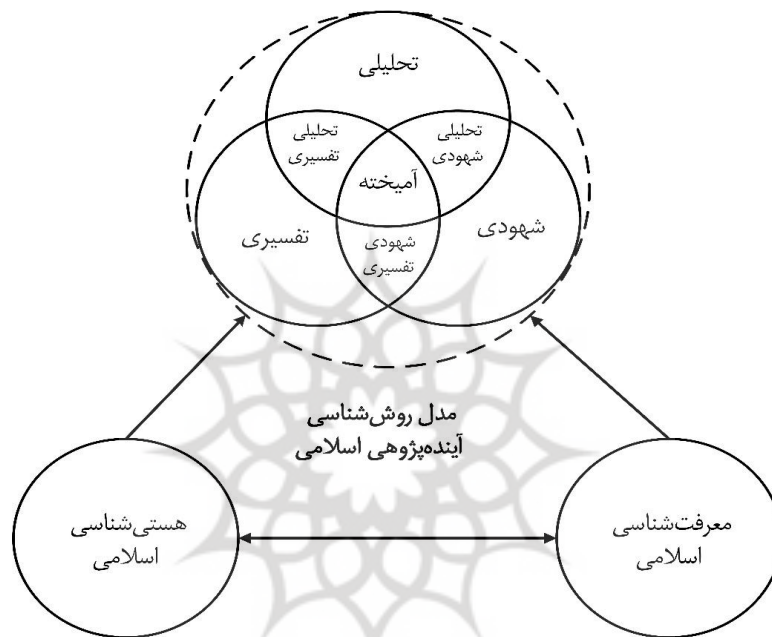 تحلیلی
تحلیلی
شهودی
تحلیلی
تفسیری
آمیخته
شهودی
تفسیری
شهودی
تفسیری
مدل روش‌شناسی
آینده‌پژوهی اسلامی
معرفت‌شناسی
اسلامی
هستی‌شناسی
اسلامی